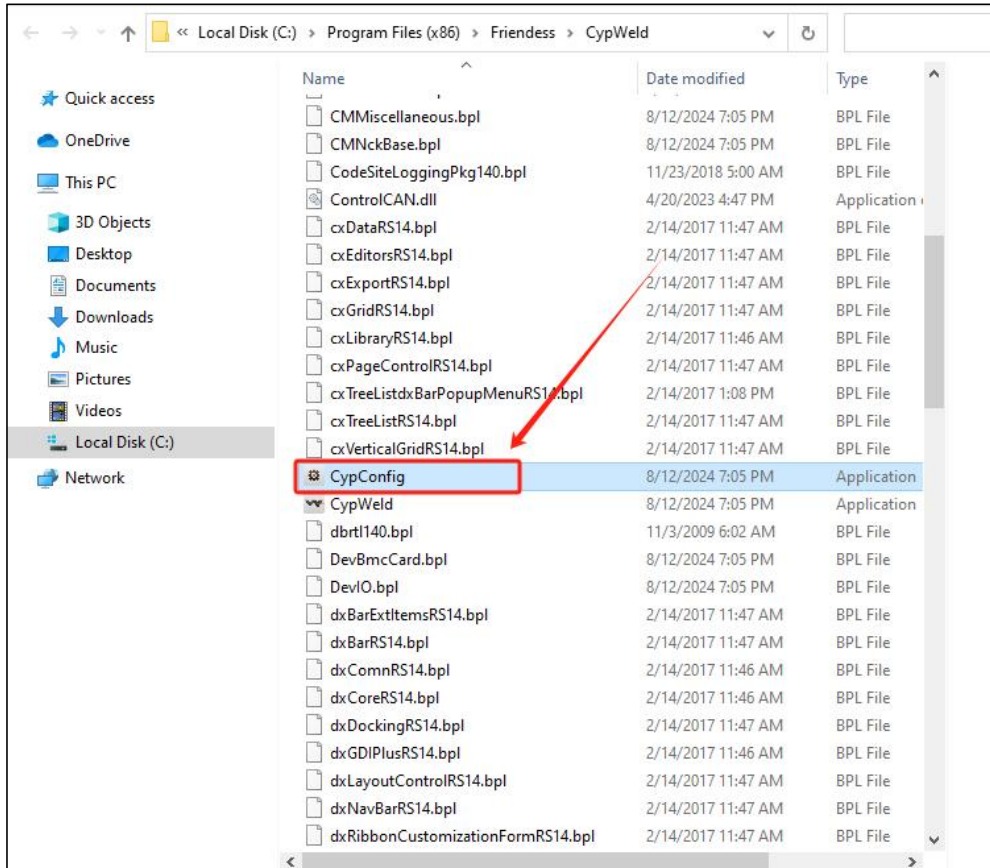 « Local Disk (C:) › Program Files (x86) › Friendess › CypWeld
Quick access
OneDrive
This PC
3D Objects
Desktop
Documents
Downloads
Music
Pictures
Videos
Local Disk (C:)
Network
Name Date modified Type
CMMiscellaneous.bpl 8/12/2024 7:05 PM BPL File
CMNckBase.bpl 8/12/2024 7:05 PM BPL File
CodeSiteLoggingPkg140.bpl 11/23/2018 5:00 AM BPL File
ControlCAN.dll 4/20/2023 4:47 PM Application
cxDataRS14.bpl 2/14/2017 11:47 AM BPL File
cxEditorsRS14.bpl 2/14/2017 11:47 AM BPL File
cxExportRS14.bpl 2/14/2017 11:47 AM BPL File
cxGridRS14.bpl 2/14/2017 11:47 AM BPL File
cxLibraryRS14.bpl 2/14/2017 11:46 AM BPL File
cxPageControlRS14.bpl 2/14/2017 11:47 AM BPL File
cxTreeListdxBarPopupMenuRS14.bpl 2/14/2017 1:08 PM BPL File
cxTreeListRS14.bpl 2/14/2017 11:47 AM BPL File
cxVerticalGridRS14.bpl 2/14/2017 11:47 AM BPL File
CypConfig 8/12/2024 7:05 PM Application
CypWeld 8/12/2024 7:05 PM Application
dbrtl140.bpl 11/3/2009 6:02 AM BPL File
DevBmcCard.bpl 8/12/2024 7:05 PM BPL File
DevIO.bpl 8/12/2024 7:05 PM BPL File
dxBarExtItemsRS14.bpl 2/14/2017 11:47 AM BPL File
dxBarRS14.bpl 2/14/2017 11:47 AM BPL File
dxComnRS14.bpl 2/14/2017 11:46 AM BPL File
dxCoreRS14.bpl 2/14/2017 11:46 AM BPL File
dxDockingRS14.bpl 2/14/2017 11:47 AM BPL File
dxGDIPlusRS14.bpl 2/14/2017 11:46 AM BPL File
dxLayoutControlRS14.bpl 2/14/2017 11:47 AM BPL File
dxNavBarRS14.bpl 2/14/2017 11:47 AM BPL File
dxRibbonCustomizationFormRS14.bpl 2/14/2017 11:47 AM BPL File